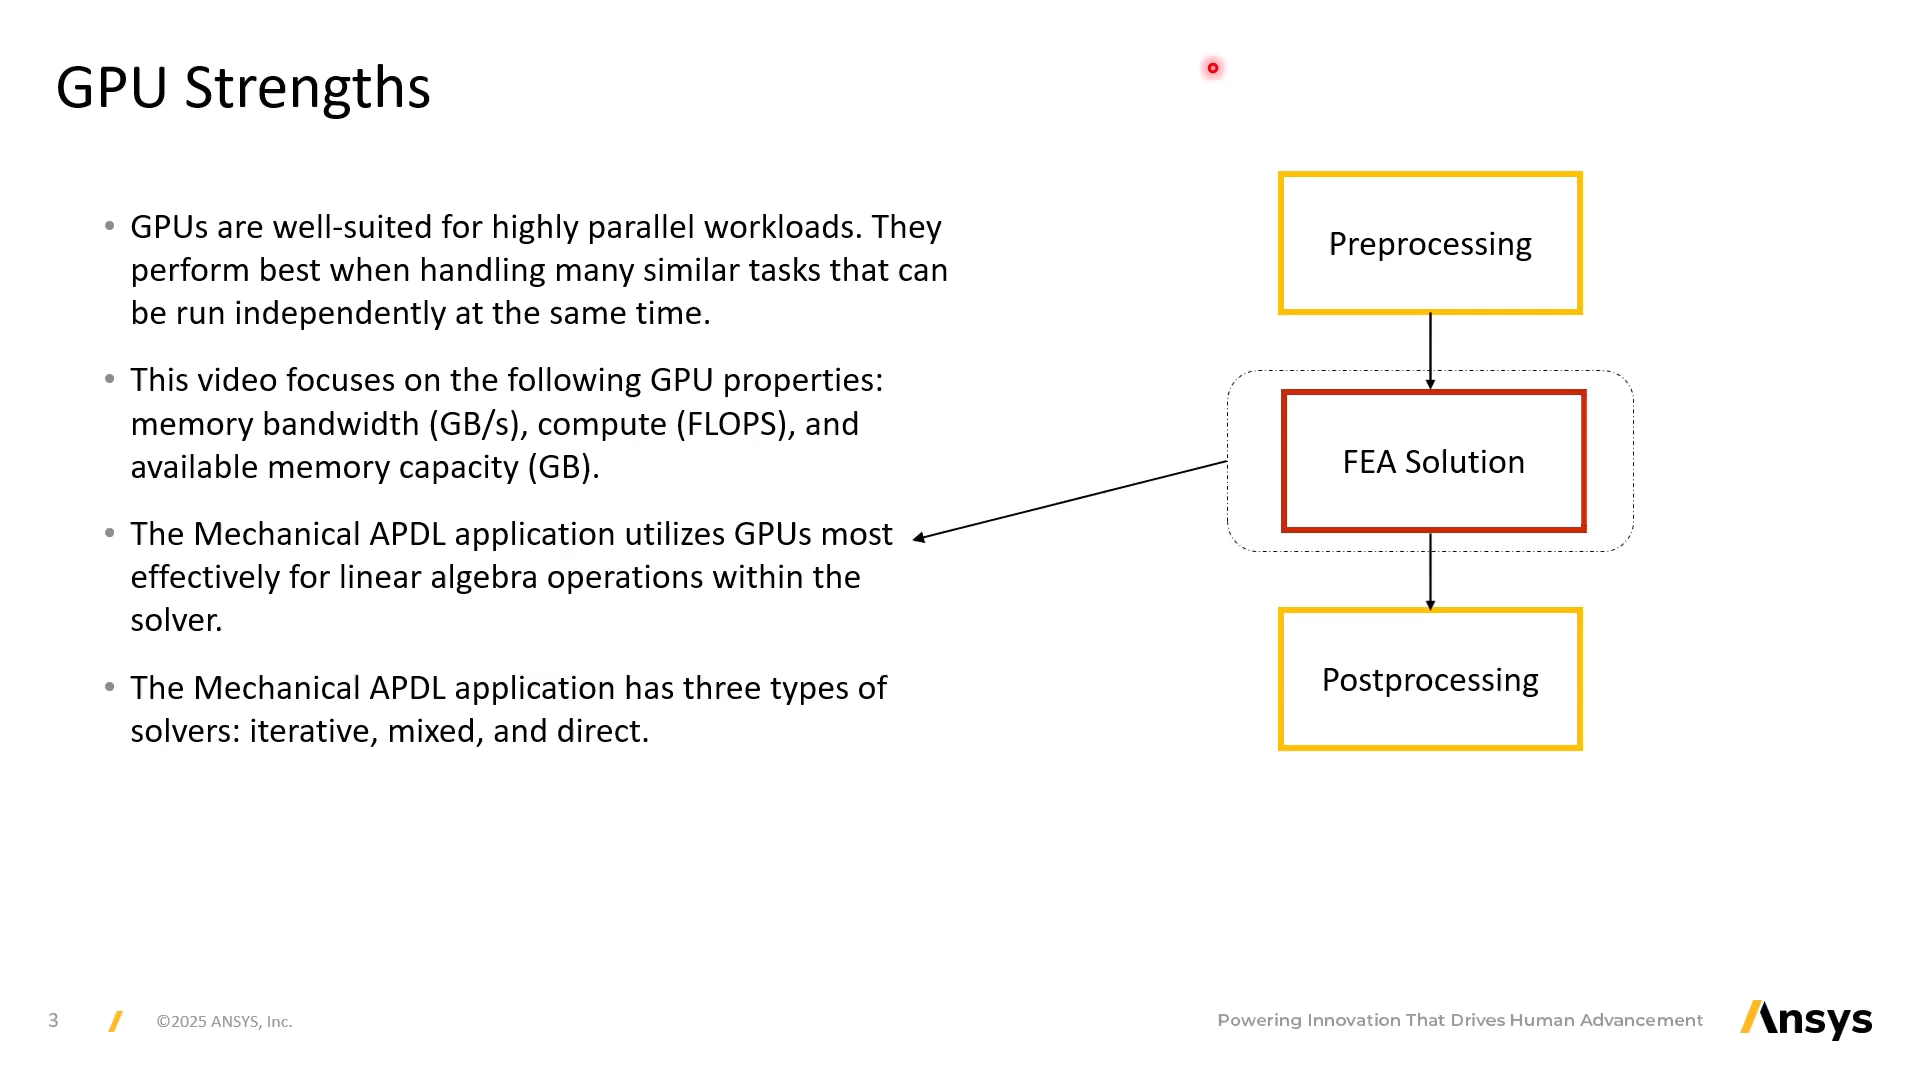 GPU Strengths
• GPUs are well-suited for highly parallel workloads. They
perform best when handling many similar tasks that can
be run independently at the same time.
• This video focuses on the following GPU properties:
memory bandwidth (GB/s), compute (FLOPS), and
available memory capacity (GB).
• The Mechanical APDL application utilizes GPUs most
effectively for linear algebra operations within the
solver.
• The Mechanical APDL application has three types of
solvers: iterative, mixed, and direct.
Preprocessing
FEA Solution
Postprocessing
3
©2025 ANSYS, Inc.
Powering Innovation That Drives Human Advancement
Ansys